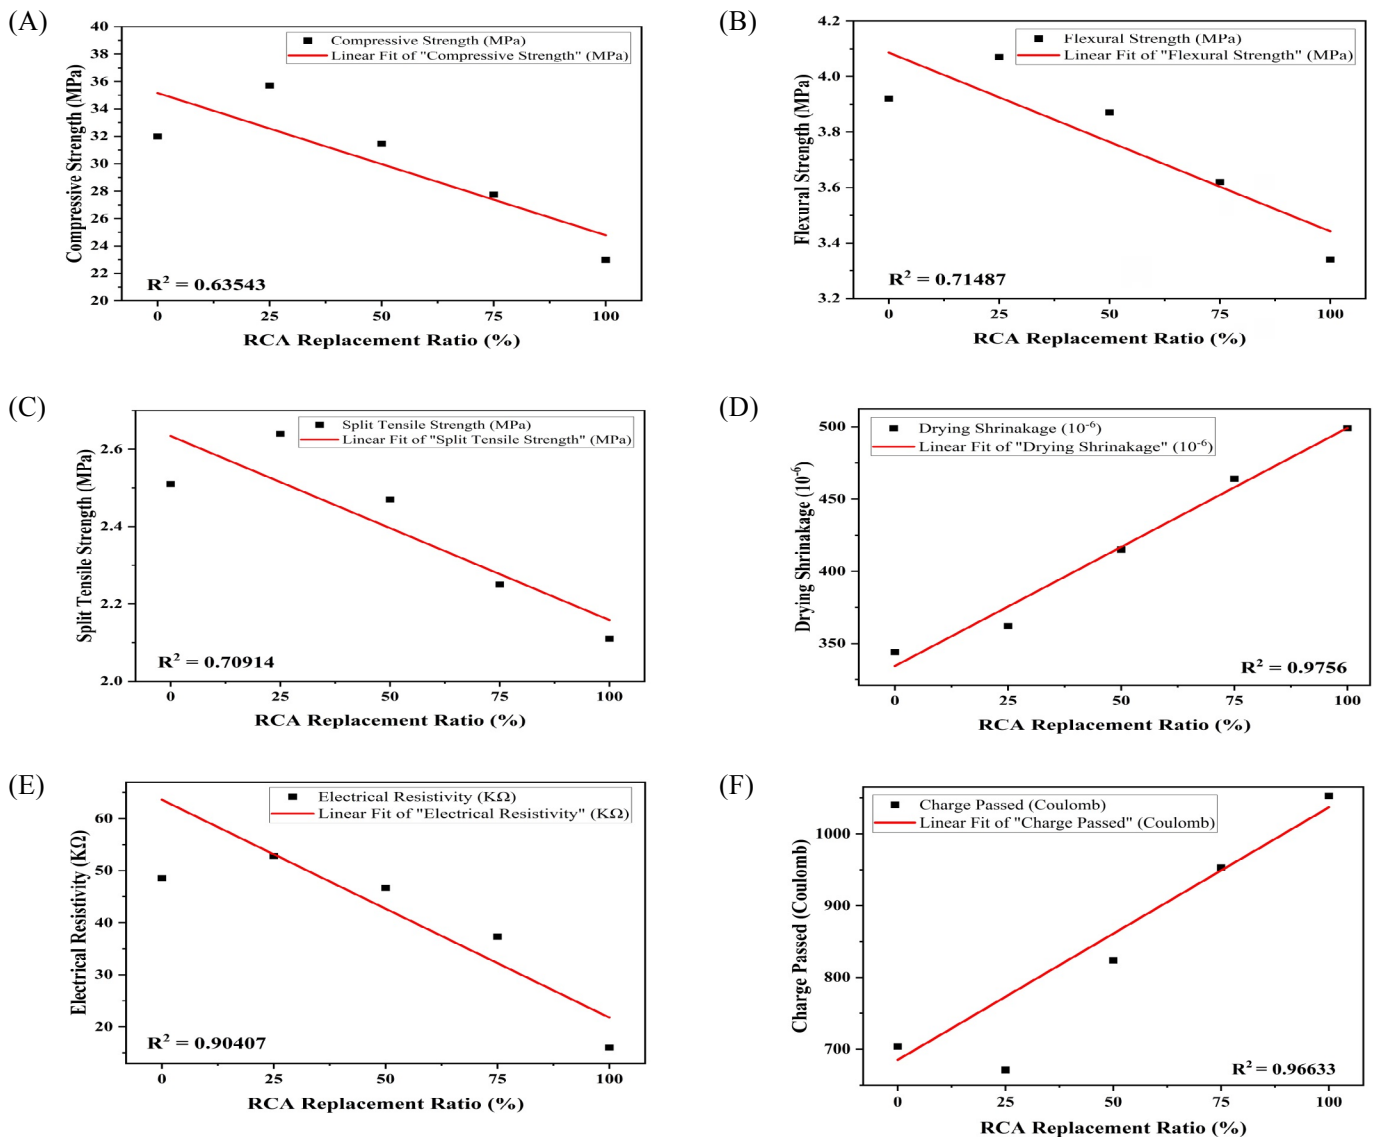 (A)
40
38
36
34
32
30
28
26
24
22
20
Compressive Strength (MPa)
Compressive Strength (MPa)
Linear Fit of "Compressive Strength" (MPa)
R² = 0.63543
0 25 50 75 100
RCA Replacement Ratio (%)
(B)
4.2
4.0
3.8
3.6
3.4
3.2
Flexural Strength (MPa)
Flexural Strength (MPa)
Linear Fit of "Flexural Strength" (MPa)
R² = 0.71487
0 25 50 75 100
RCA Replacement Ratio (%)
(C)
2.6
2.4
2.2
2.0
Split Tensile Strength (MPa)
Split Tensile Strength (MPa)
Linear Fit of "Split Tensile Strength" (MPa)
R² = 0.70914
0 25 50 75 100
RCA Replacement Ratio (%)
(D)
500
450
400
350
Drying Shrinakage (10⁻⁶)
Drying Shrinakage (10⁻⁶)
Linear Fit of "Drying Shrinakage" (10⁻⁶)
R² = 0.9756
0 25 50 75 100
RCA Replacement Ratio (%)
(E)
60
50
40
30
20
Electrical Resistivity (KΩ)
Electrical Resistivity (KΩ)
Linear Fit of "Electrical Resistivity" (KΩ)
R² = 0.90407
0 25 50 75 100
RCA Replacement Ratio (%)
(F)
1000
900
800
700
Charge Passed (Coulomb)
Charge Passed (Coulomb)
Linear Fit of "Charge Passed" (Coulomb)
R² = 0.96633
0 25 50 75 100
RCA Replacement Ratio (%)